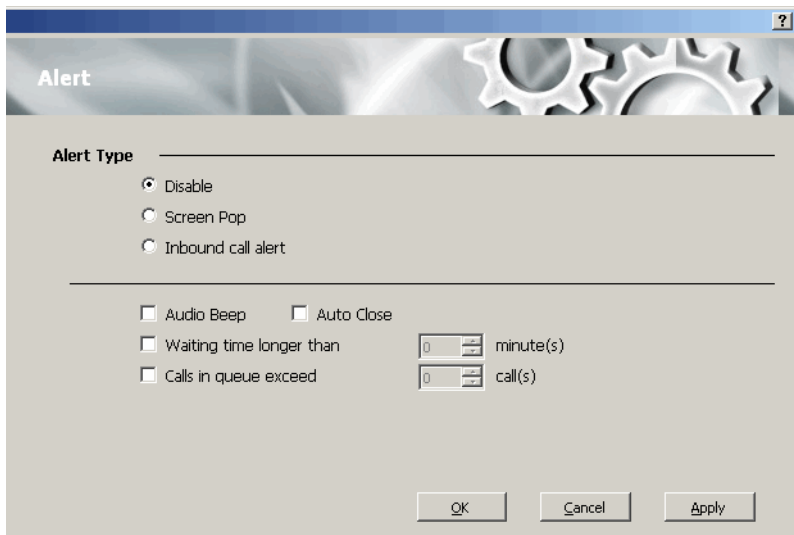 ?
Alert
Alert Type
Disable
Screen Pop
Inbound call alert
Audio Beep Auto Close
Waiting time longer than 0 minute(s)
Calls in queue exceed 0 call(s)
OK Cancel Apply